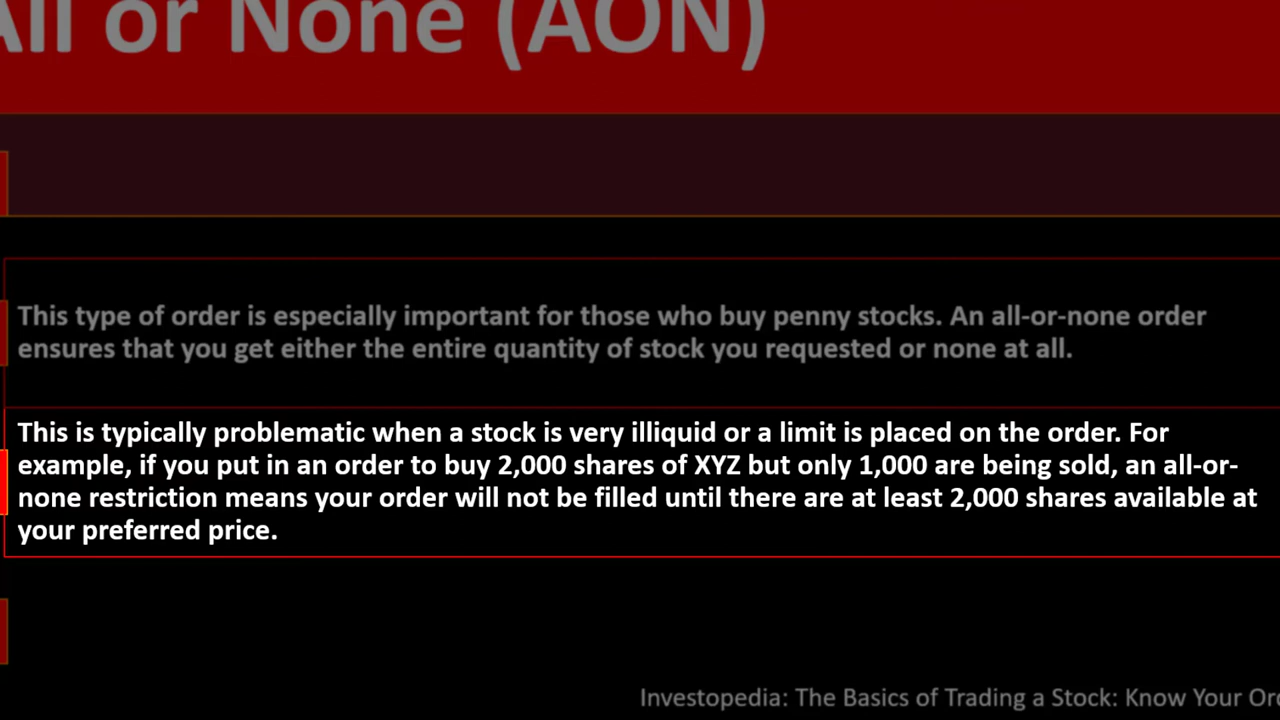 All or None (AON)
This type of order is especially important for those who buy penny stocks. An all-or-none order
ensures that you get either the entire quantity of stock you requested or none at all.
This is typically problematic when a stock is very illiquid or a limit is placed on the order. For
example, if you put in an order to buy 2,000 shares of XYZ but only 1,000 are being sold, an all-or-
none restriction means your order will not be filled until there are at least 2,000 shares available at
your preferred price.
Investopedia: The Basics of Trading a Stock: Know Your Or